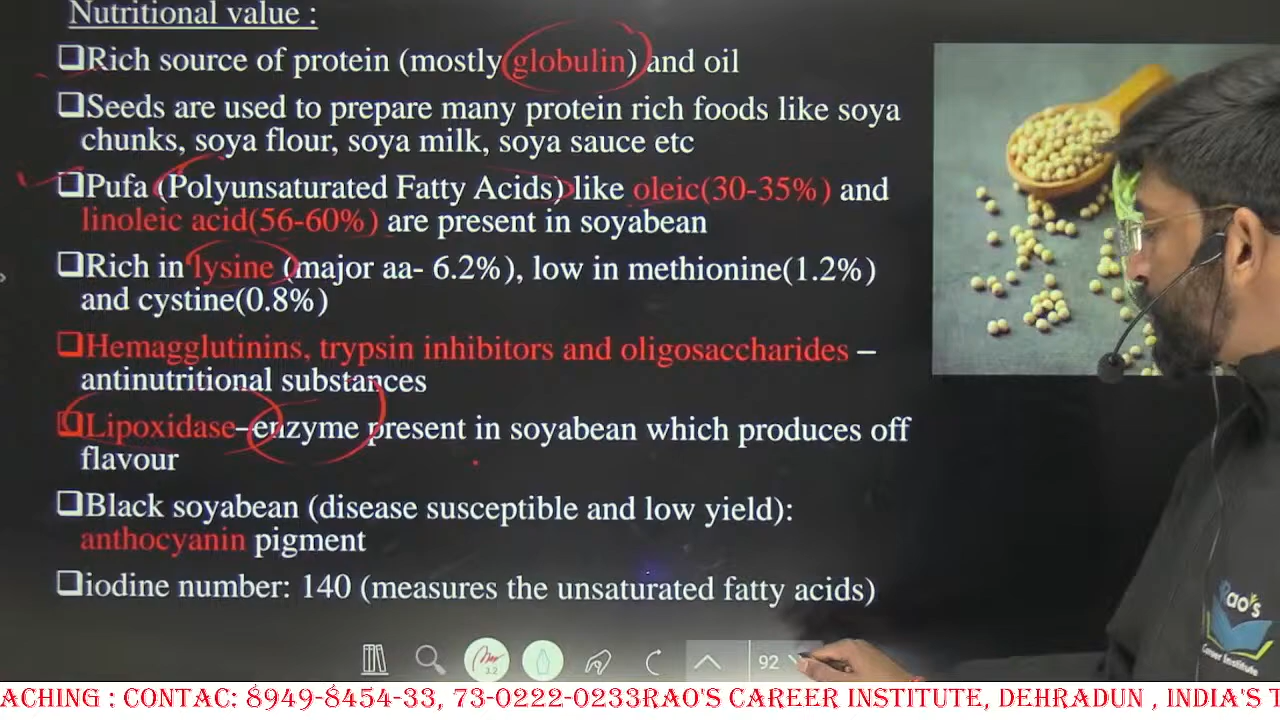 Nutritional value :
❑Rich source of protein (mostly globulin) and oil
❑Seeds are used to prepare many protein rich foods like soya
chunks, soya flour, soya milk, soya sauce etc
❑Pufa (Polyunsaturated Fatty Acids) like oleic(30-35%) and
linoleic acid(56-60%) are present in soyabean
❑Rich in lysine (major aa- 6.2%), low in methionine(1.2%)
and cystine(0.8%)
❑Hemagglutinins, trypsin inhibitors and oligosaccharides –
antinutritional substances
❑Lipoxidase–enzyme present in soyabean which produces off
flavour
❑Black soyabean (disease susceptible and low yield):
anthocyanin pigment
❑iodine number: 140 (measures the unsaturated fatty acids)
12
92
Rao's
Career Institute
ACHING : CONTAC: 8949-8454-33, 73-0222-0233RAO'S CAREER INSTITUTE, DEHRADUN , INDIA'S T